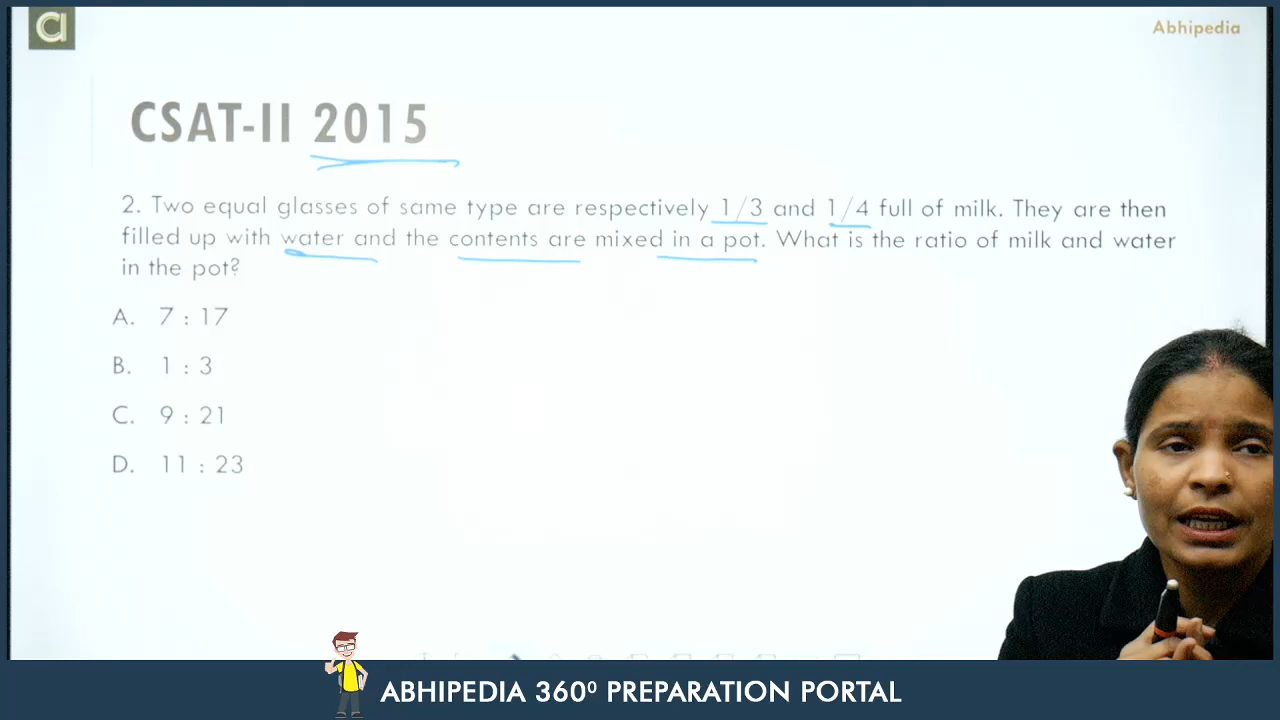 a
Abhipedia
CSAT-II 2015
2. Two equal glasses of same type are respectively 1/3 and 1/4 full of milk. They are then
filled up with water and the contents are mixed in a pot. What is the ratio of milk and water
in the pot?
A. 7 : 17
B. 1 : 3
C. 9 : 21
D. 11 : 23
ABHIPEDIA 360⁰ PREPARATION PORTAL